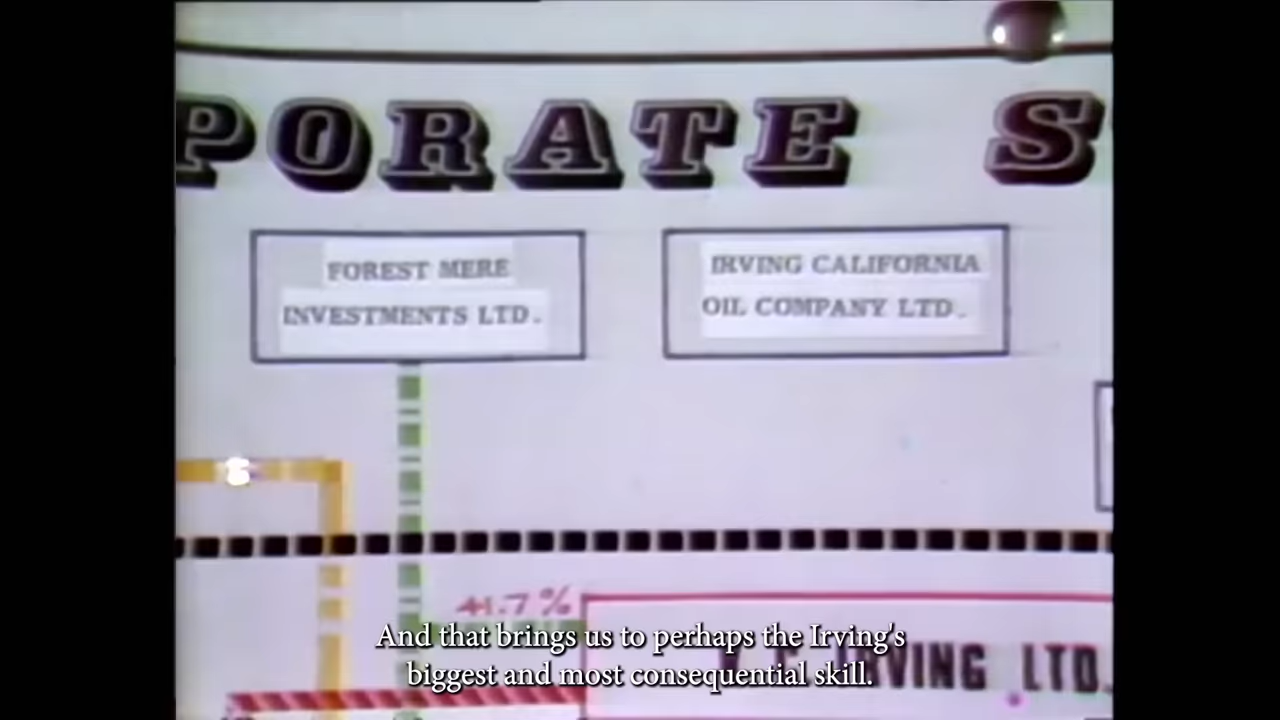 PORATE S
FOREST MERE
INVESTMENTS LTD.
IRVING CALIFORNIA
OIL COMPANY LTD.
41.7%
K C IRVING LTD.
And that brings us to perhaps the Irving's
biggest and most consequential skill.